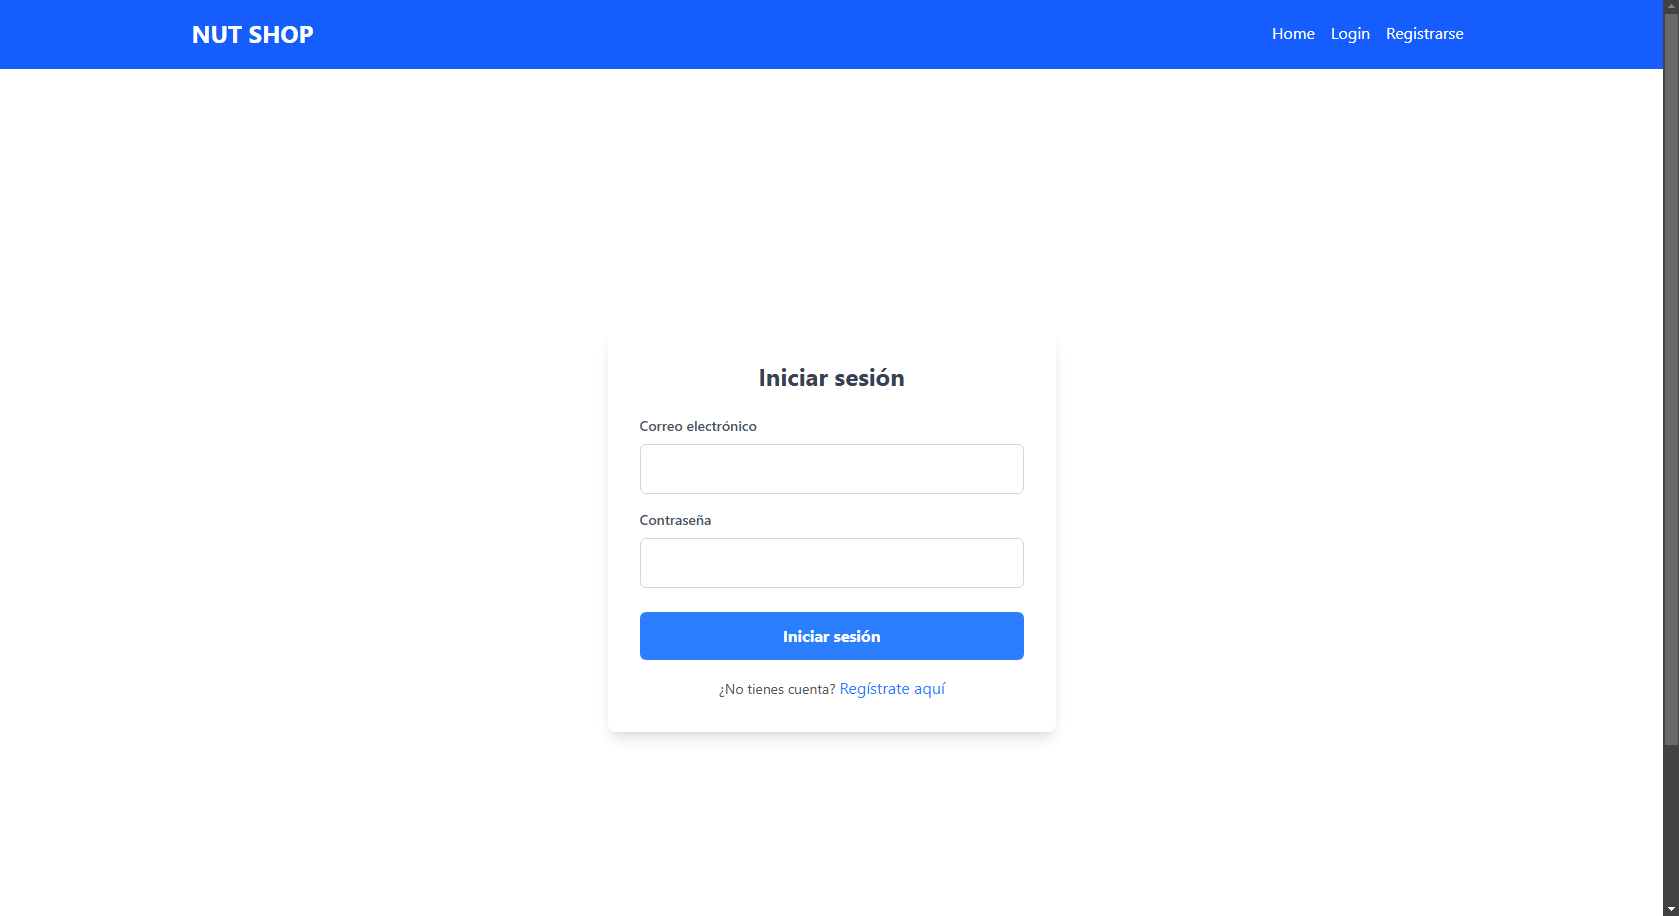 NUT SHOP
Home Login Registrarse
Iniciar sesión
Correo electrónico
Contraseña
Iniciar sesión
¿No tienes cuenta? Regístrate aquí